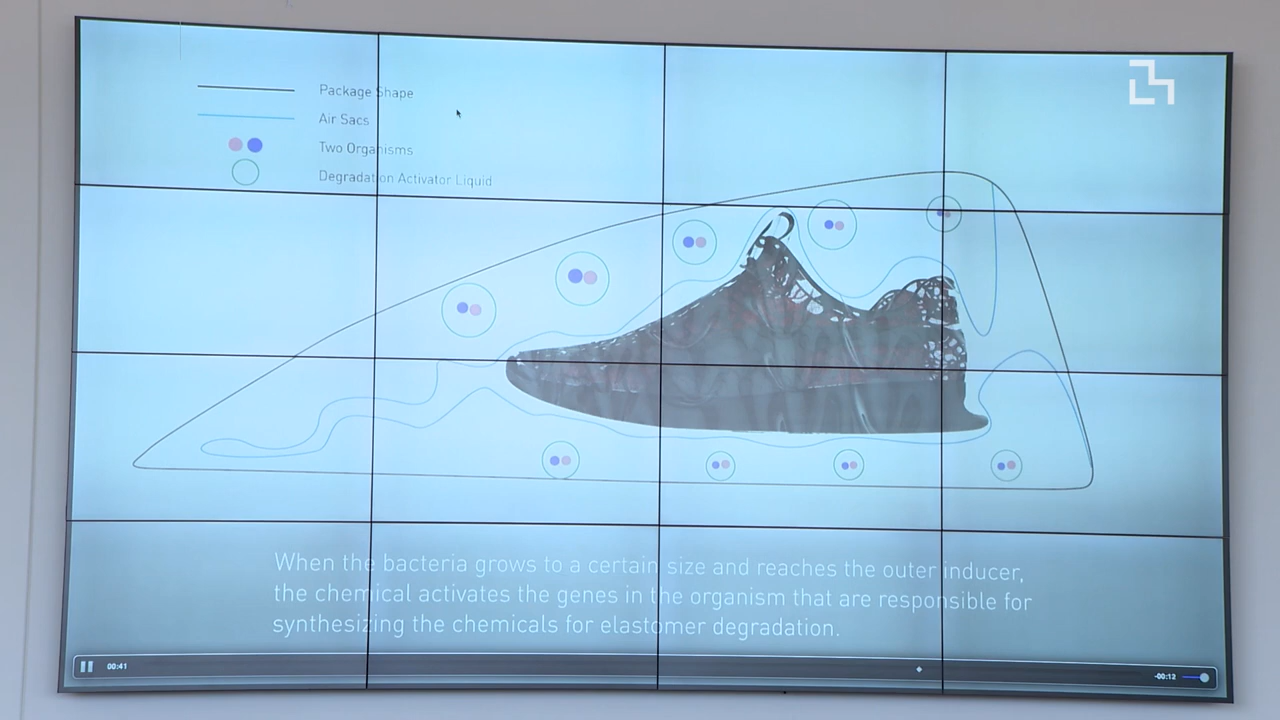 Package Shape
Air Sacs
Two Organisms
Degradation Activator Liquid
When the bacteria grows to a certain size and reaches the outer inducer,
the chemical activates the genes in the organism that are responsible for
synthesizing the chemicals for elastomer degradation.
00:41
-00:12